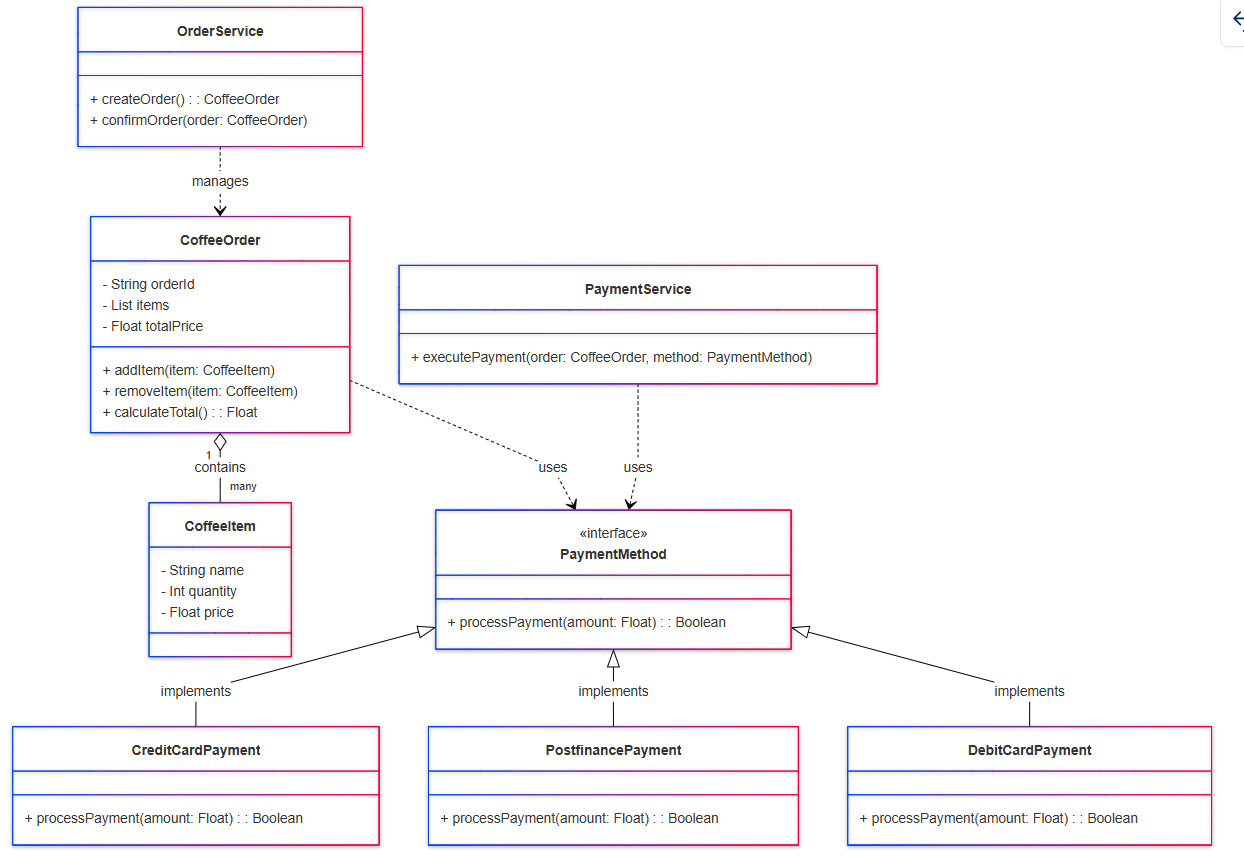 OrderService
+ createOrder() : : CoffeeOrder
+ confirmOrder(order: CoffeeOrder)
manages
CoffeeOrder
- String orderId
- List items
- Float totalPrice
+ addItem(item: CoffeeItem)
+ removeItem(item: CoffeeItem)
+ calculateTotal() : : Float
PaymentService
+ executePayment(order: CoffeeOrder, method: PaymentMethod)
1
contains
many
uses
uses
CoffeeItem
- String name
- Int quantity
- Float price
«interface»
PaymentMethod
+ processPayment(amount: Float) : : Boolean
implements
implements
implements
CreditCardPayment
+ processPayment(amount: Float) : : Boolean
PostfinancePayment
+ processPayment(amount: Float) : : Boolean
DebitCardPayment
+ processPayment(amount: Float) : : Boolean